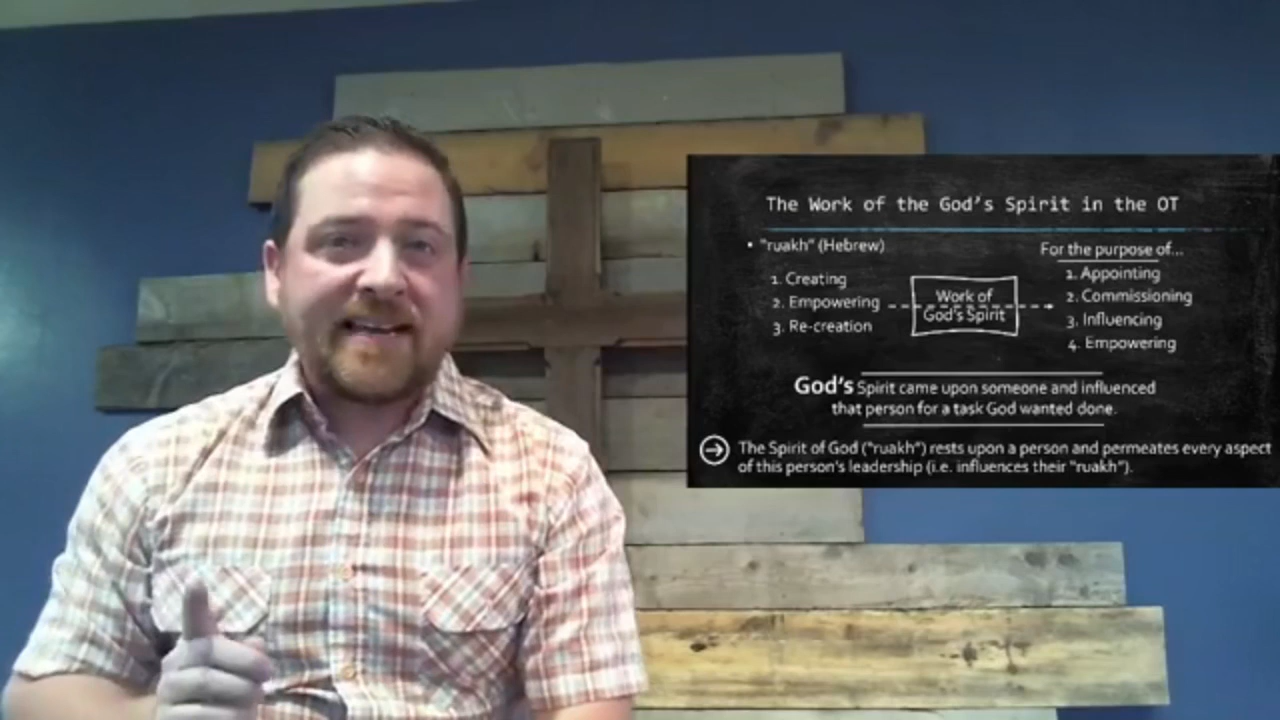 The Work of the God's Spirit in the OT
• "ruakh" (Hebrew)
1. Creating
2. Empowering
3. Re-creation
Work of
God's Spirit
For the purpose of...
1. Appointing
2. Commissioning
3. Influencing
4. Empowering
God's Spirit came upon someone and influenced
that person for a task God wanted done.
The Spirit of God ("ruakh") rests upon a person and permeates every aspect
of this person's leadership (i.e. influences their "ruakh").